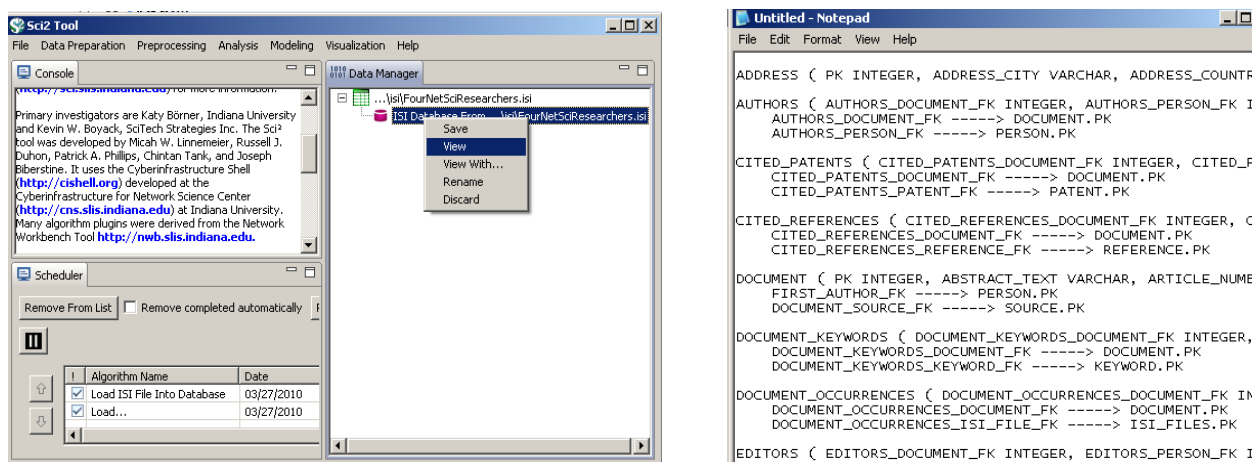 Sci2 Tool
File Data Preparation Preprocessing Analysis Modeling Visualization Help
Console
(http://sci.slis.indiana.edu) for more information.
Primary investigators are Katy Börner, Indiana University
and Kevin W. Boyack, SciTech Strategies Inc. The Sci²
tool was developed by Micah W. Linnemeier, Russell J.
Duhon, Patrick A. Phillips, Chintan Tank, and Joseph
Biberstine. It uses the Cyberinfrastructure Shell
(http://cishell.org) developed at the
Cyberinfrastructure for Network Science Center
(http://cns.slis.indiana.edu) at Indiana University.
Many algorithm plugins were derived from the Network
Workbench Tool http://nwb.slis.indiana.edu.
Scheduler
Remove From List Remove completed automatically
! Algorithm Name Date
Load ISI File Into Database 03/27/2010
Load... 03/27/2010
Data Manager
...\isi\FourNetSciResearchers.isi
ISI Database From ...\isi\FourNetSciResearchers.isi
Save
View
View With...
Rename
Discard
Untitled - Notepad
File Edit Format View Help
ADDRESS ( PK INTEGER, ADDRESS_CITY VARCHAR, ADDRESS_COUNTR
AUTHORS ( AUTHORS_DOCUMENT_FK INTEGER, AUTHORS_PERSON_FK I
AUTHORS_DOCUMENT_FK -----> DOCUMENT.PK
AUTHORS_PERSON_FK -----> PERSON.PK
CITED_PATENTS ( CITED_PATENTS_DOCUMENT_FK INTEGER, CITED_P
CITED_PATENTS_DOCUMENT_FK -----> DOCUMENT.PK
CITED_PATENTS_PATENT_FK -----> PATENT.PK
CITED_REFERENCES ( CITED_REFERENCES_DOCUMENT_FK INTEGER, C
CITED_REFERENCES_DOCUMENT_FK -----> DOCUMENT.PK
CITED_REFERENCES_REFERENCE_FK -----> REFERENCE.PK
DOCUMENT ( PK INTEGER, ABSTRACT_TEXT VARCHAR, ARTICLE_NUMBE
FIRST_AUTHOR_FK -----> PERSON.PK
DOCUMENT_SOURCE_FK -----> SOURCE.PK
DOCUMENT_KEYWORDS ( DOCUMENT_KEYWORDS_DOCUMENT_FK INTEGER,
DOCUMENT_KEYWORDS_DOCUMENT_FK -----> DOCUMENT.PK
DOCUMENT_KEYWORDS_KEYWORD_FK -----> KEYWORD.PK
DOCUMENT_OCCURRENCES ( DOCUMENT_OCCURRENCES_DOCUMENT_FK IN
DOCUMENT_OCCURRENCES_DOCUMENT_FK -----> DOCUMENT.PK
DOCUMENT_OCCURRENCES_ISI_FILE_FK -----> ISI_FILES.PK
EDITORS ( EDITORS_DOCUMENT_FK INTEGER, EDITORS_PERSON_FK I